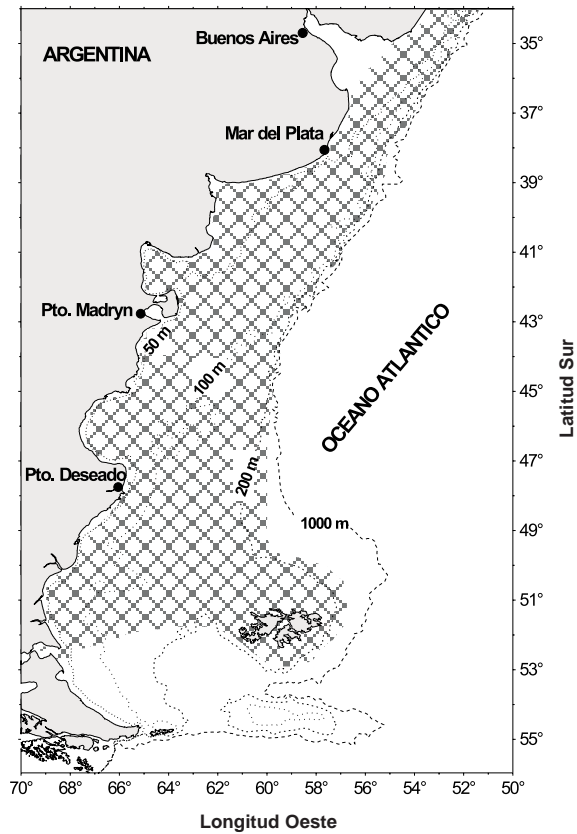 ARGENTINA
Buenos Aires
Mar del Plata
Pto. Madryn
50 m
100 m
OCEANO ATLANTICO
Pto. Deseado
200 m
1000 m
35°
37°
39°
41°
43°
45°
47°
49°
51°
53°
55°
Latitud Sur
70° 68° 66° 64° 62° 60° 58° 56° 54° 52° 50°
Longitud Oeste